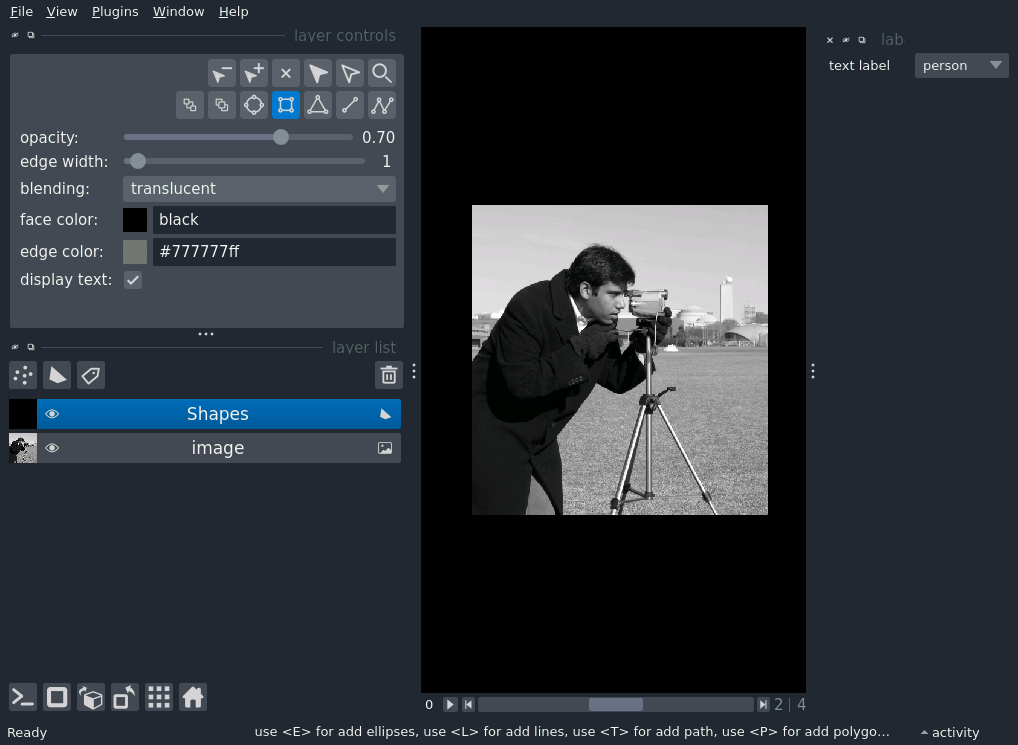 File View Plugins Window Help
layer controls
opacity: 0.70
edge width: 1
blending: translucent
face color: black
edge color: #777777ff
display text:
layer list
Shapes
image
lab
text label person
0 2 | 4
Ready use <E> for add ellipses, use <L> for add lines, use <T> for add path, use <P> for add polygo... activity